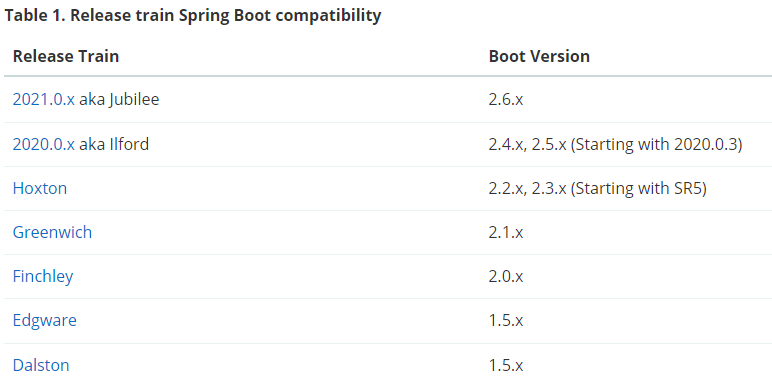 Table 1. Release train Spring Boot compatibility
Release Train Boot Version
2021.0.x aka Jubilee 2.6.x
2020.0.x aka Ilford 2.4.x, 2.5.x (Starting with 2020.0.3)
Hoxton 2.2.x, 2.3.x (Starting with SR5)
Greenwich 2.1.x
Finchley 2.0.x
Edgware 1.5.x
Dalston 1.5.x